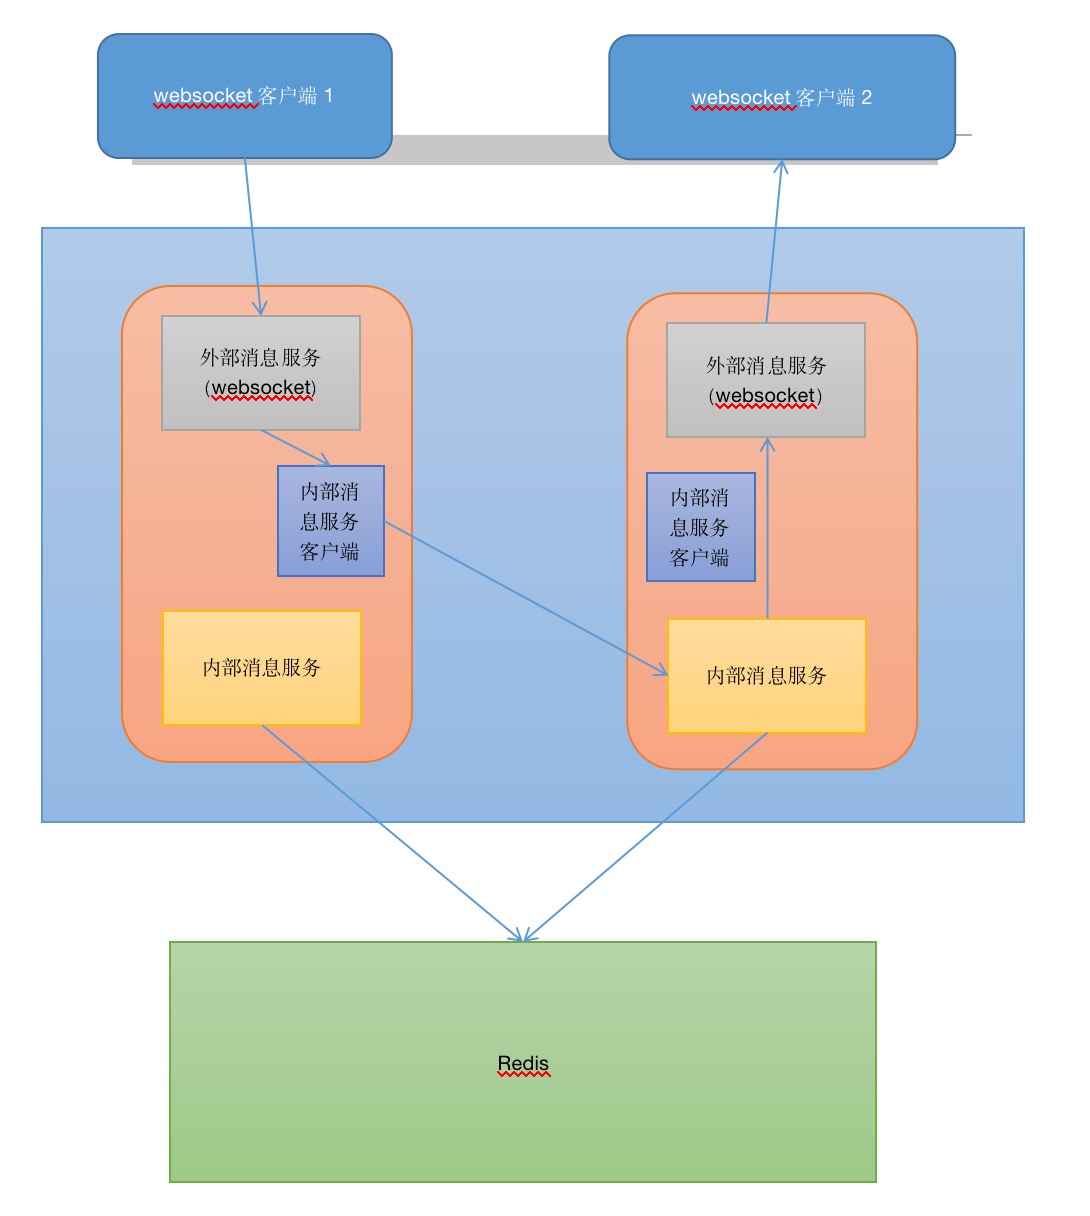 websocket 客户端 1
websocket 客户端 2
外部消息服务
(websocket)
外部消息服务
(websocket)
内部消
息服务
客户端
内部消
息服务
客户端
内部消息服务
内部消息服务
Redis